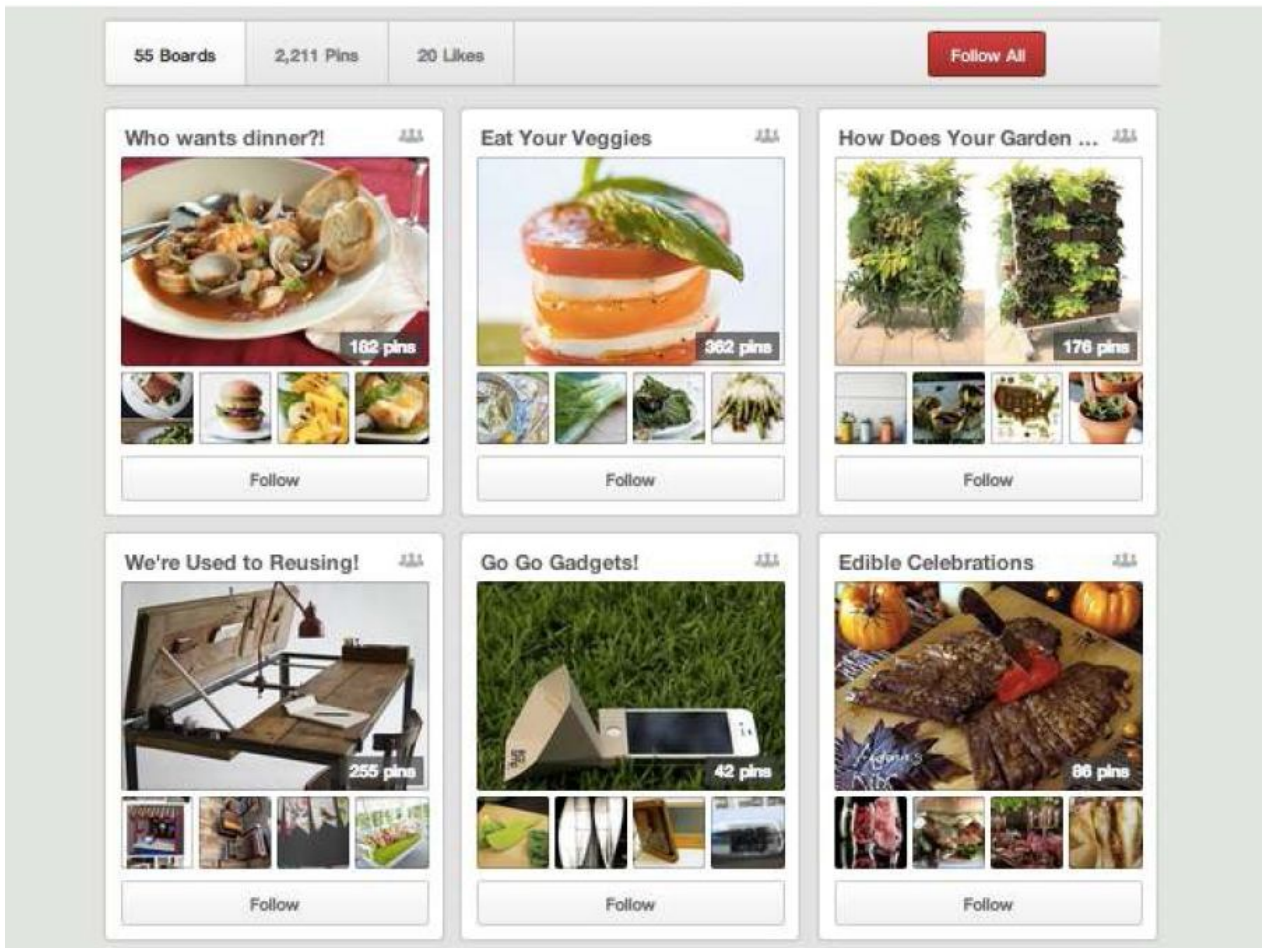 55 Boards
2,211 Pins
20 Likes
Follow All
Who wants dinner?!
Eat Your Veggies
How Does Your Garden ...
182 pins
362 pins
176 pins
Follow
Follow
Follow
We're Used to Reusing!
Go Go Gadgets!
Edible Celebrations
255 pins
42 pins
86 pins
Follow
Follow
Follow